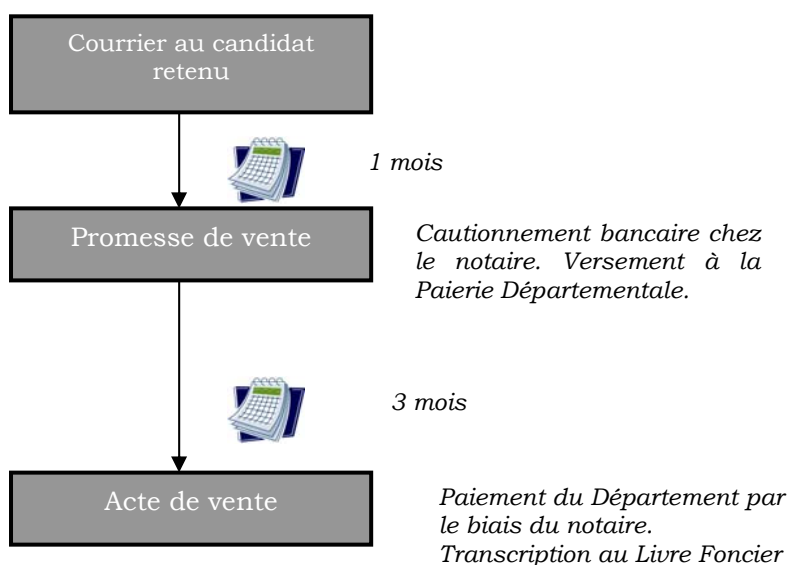 Courrier au candidat
retenu
1 mois
Promesse de vente
Cautionnement bancaire chez
le notaire. Versement à la
Paierie Départementale.
3 mois
Acte de vente
Paiement du Département par
le biais du notaire.
Transcription au Livre Foncier